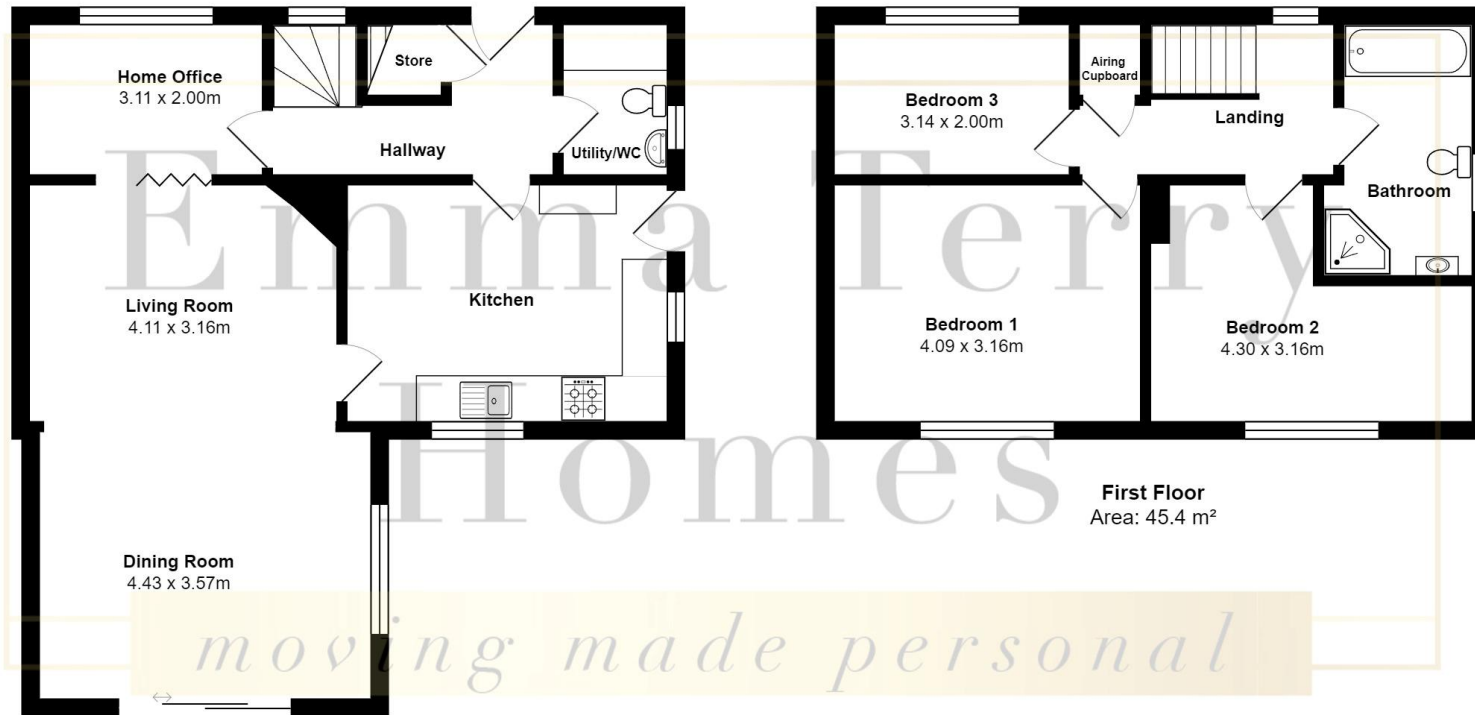 Home Office
3.11 x 2.00m
Store
Hallway
Utility/WC
Living Room
4.11 x 3.16m
Kitchen
Dining Room
4.43 x 3.57m
Bedroom 3
3.14 x 2.00m
Airing
Cupboard
Landing
Bathroom
Bedroom 1
4.09 x 3.16m
Bedroom 2
4.30 x 3.16m
First Floor
Area: 45.4 m²
Emma Terry
Homes
moving made personal